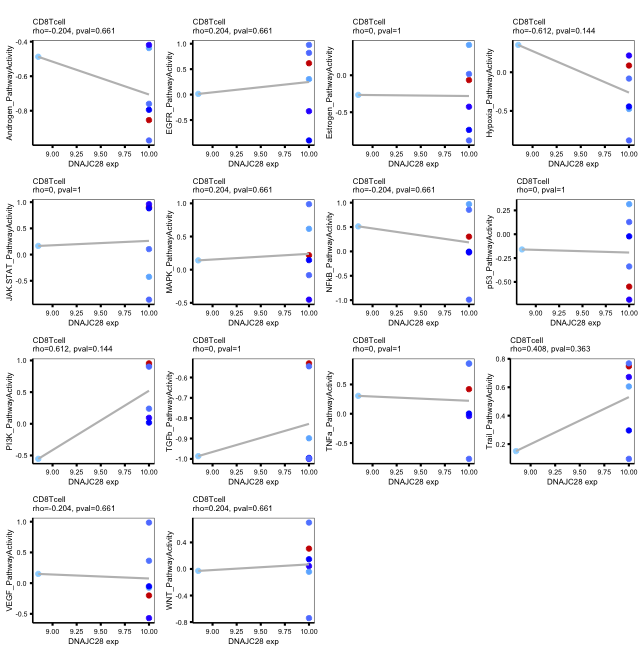 CD8Tcell
rho=-0.204, pval=0.661
Androgen_PathwayActivity
-0.4
-0.6
-0.8
9.00 9.25 9.50 9.75 10.00
DNAJC28 exp
CD8Tcell
rho=0.204, pval=0.661
EGFR_PathwayActivity
1.0
0.5
0.0
-0.5
9.00 9.25 9.50 9.75 10.00
DNAJC28 exp
CD8Tcell
rho=0, pval=1
Estrogen_PathwayActivity
0.0
-0.5
9.00 9.25 9.50 9.75 10.00
DNAJC28 exp
CD8Tcell
rho=-0.612, pval=0.144
Hypoxia_PathwayActivity
0.0
-0.5
9.00 9.25 9.50 9.75 10.00
DNAJC28 exp
CD8Tcell
rho=0, pval=1
JAK.STAT_PathwayActivity
1.0
0.5
0.0
-0.5
9.00 9.25 9.50 9.75 10.00
DNAJC28 exp
CD8Tcell
rho=0.204, pval=0.661
MAPK_PathwayActivity
1.0
0.5
0.0
-0.5
9.00 9.25 9.50 9.75 10.00
DNAJC28 exp
CD8Tcell
rho=-0.204, pval=0.661
NFkB_PathwayActivity
1.0
0.5
0.0
-0.5
-1.0
9.00 9.25 9.50 9.75 10.00
DNAJC28 exp
CD8Tcell
rho=0, pval=1
p53_PathwayActivity
0.25
0.00
-0.25
-0.50
9.00 9.25 9.50 9.75 10.00
DNAJC28 exp
CD8Tcell
rho=0.612, pval=0.144
PI3K_PathwayActivity
1.0
0.5
0.0
-0.5
9.00 9.25 9.50 9.75 10.00
DNAJC28 exp
CD8Tcell
rho=0, pval=1
TGFb_PathwayActivity
-0.6
-0.7
-0.8
-0.9
-1.0
9.00 9.25 9.50 9.75 10.00
DNAJC28 exp
CD8Tcell
rho=0, pval=1
TNFa_PathwayActivity
0.5
0.0
-0.5
9.00 9.25 9.50 9.75 10.00
DNAJC28 exp
CD8Tcell
rho=0.408, pval=0.363
Trail_PathwayActivity
0.8
0.6
0.4
0.2
9.00 9.25 9.50 9.75 10.00
DNAJC28 exp
CD8Tcell
rho=-0.204, pval=0.661
VEGF_PathwayActivity
1.0
0.5
0.0
-0.5
9.00 9.25 9.50 9.75 10.00
DNAJC28 exp
CD8Tcell
rho=0.204, pval=0.661
WNT_PathwayActivity
0.4
0.0
-0.4
-0.8
9.00 9.25 9.50 9.75 10.00
DNAJC28 exp